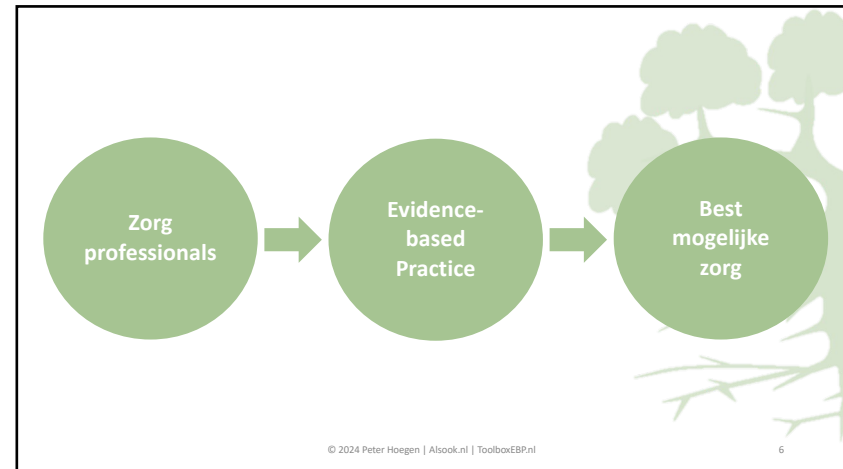 Zorg
professionals
Evidence-
based
Practice
Best
mogelijke
zorg
© 2024 Peter Hoegen | Alsook.nl | ToolboxEBP.nl
6